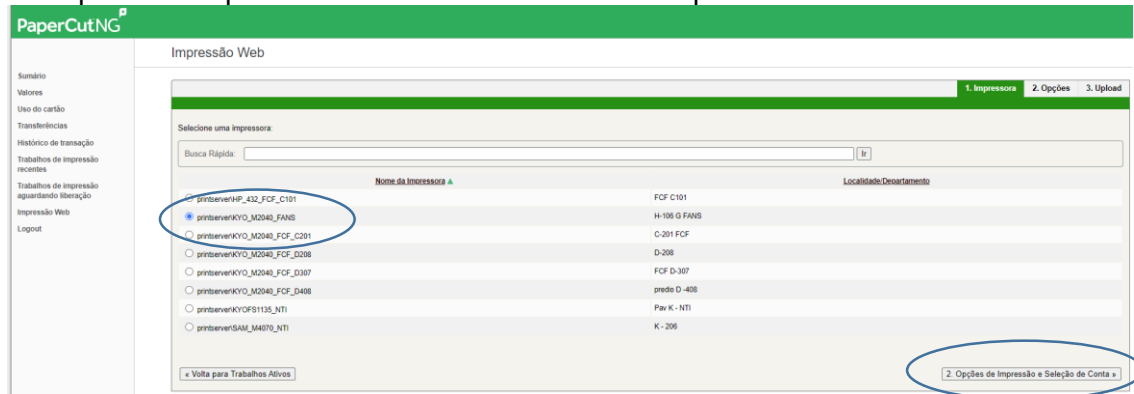 PaperCutNG
Impressão Web
Sumário
Valores
Uso do cartão
Transferências
Histórico de transação
Trabalhos de impressão
recentes
Trabalhos de impressão
aguardando liberação
Impressão Web
Logout
1. Impressora 2. Opções 3. Upload
Selecione uma impressora:
Busca Rápida: Ir
Nome da Impressora ▲ Localidade/Departamento
printserver\HP_432_FCF_C101 FCF C101
printserver\KYO_M2040_FANS H-106 G FANS
printserver\KYO_M2040_FCF_C201 C-201 FCF
printserver\KYO_M2040_FCF_D208 D-208
printserver\KYO_M2040_FCF_D307 FCF D-307
printserver\KYO_M2040_FCF_D408 predio D -408
printserver\KYOFS1135_NTI Pav K - NTI
printserver\SAM_M4070_NTI K - 206
« Volta para Trabalhos Ativos 2. Opções de Impressão e Seleção de Conta »